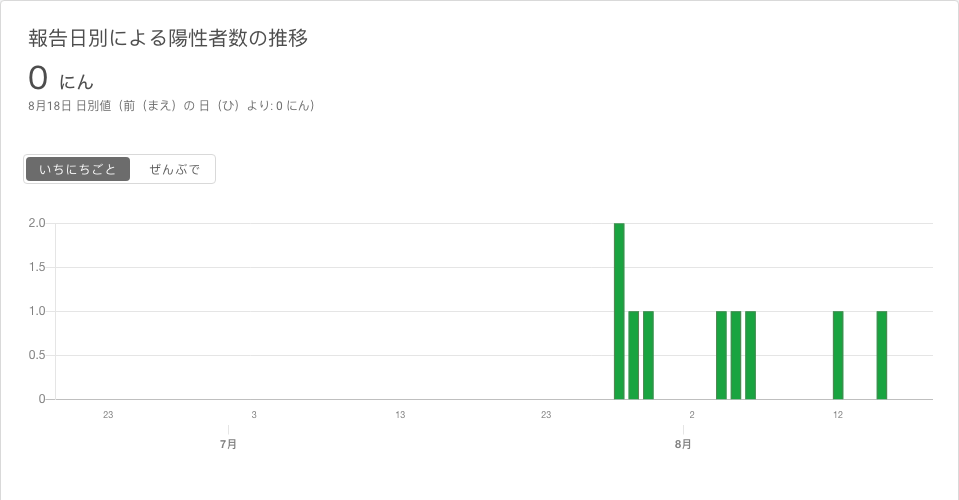 報告日別による陽性者数の推移
0 にん
8月18日 日別値（前（まえ）の 日（ひ）より: 0 にん）
いちにちごと ぜんぶで
2.0
1.5
1.0
0.5
0
23 3 13 23 2 12
7月 8月